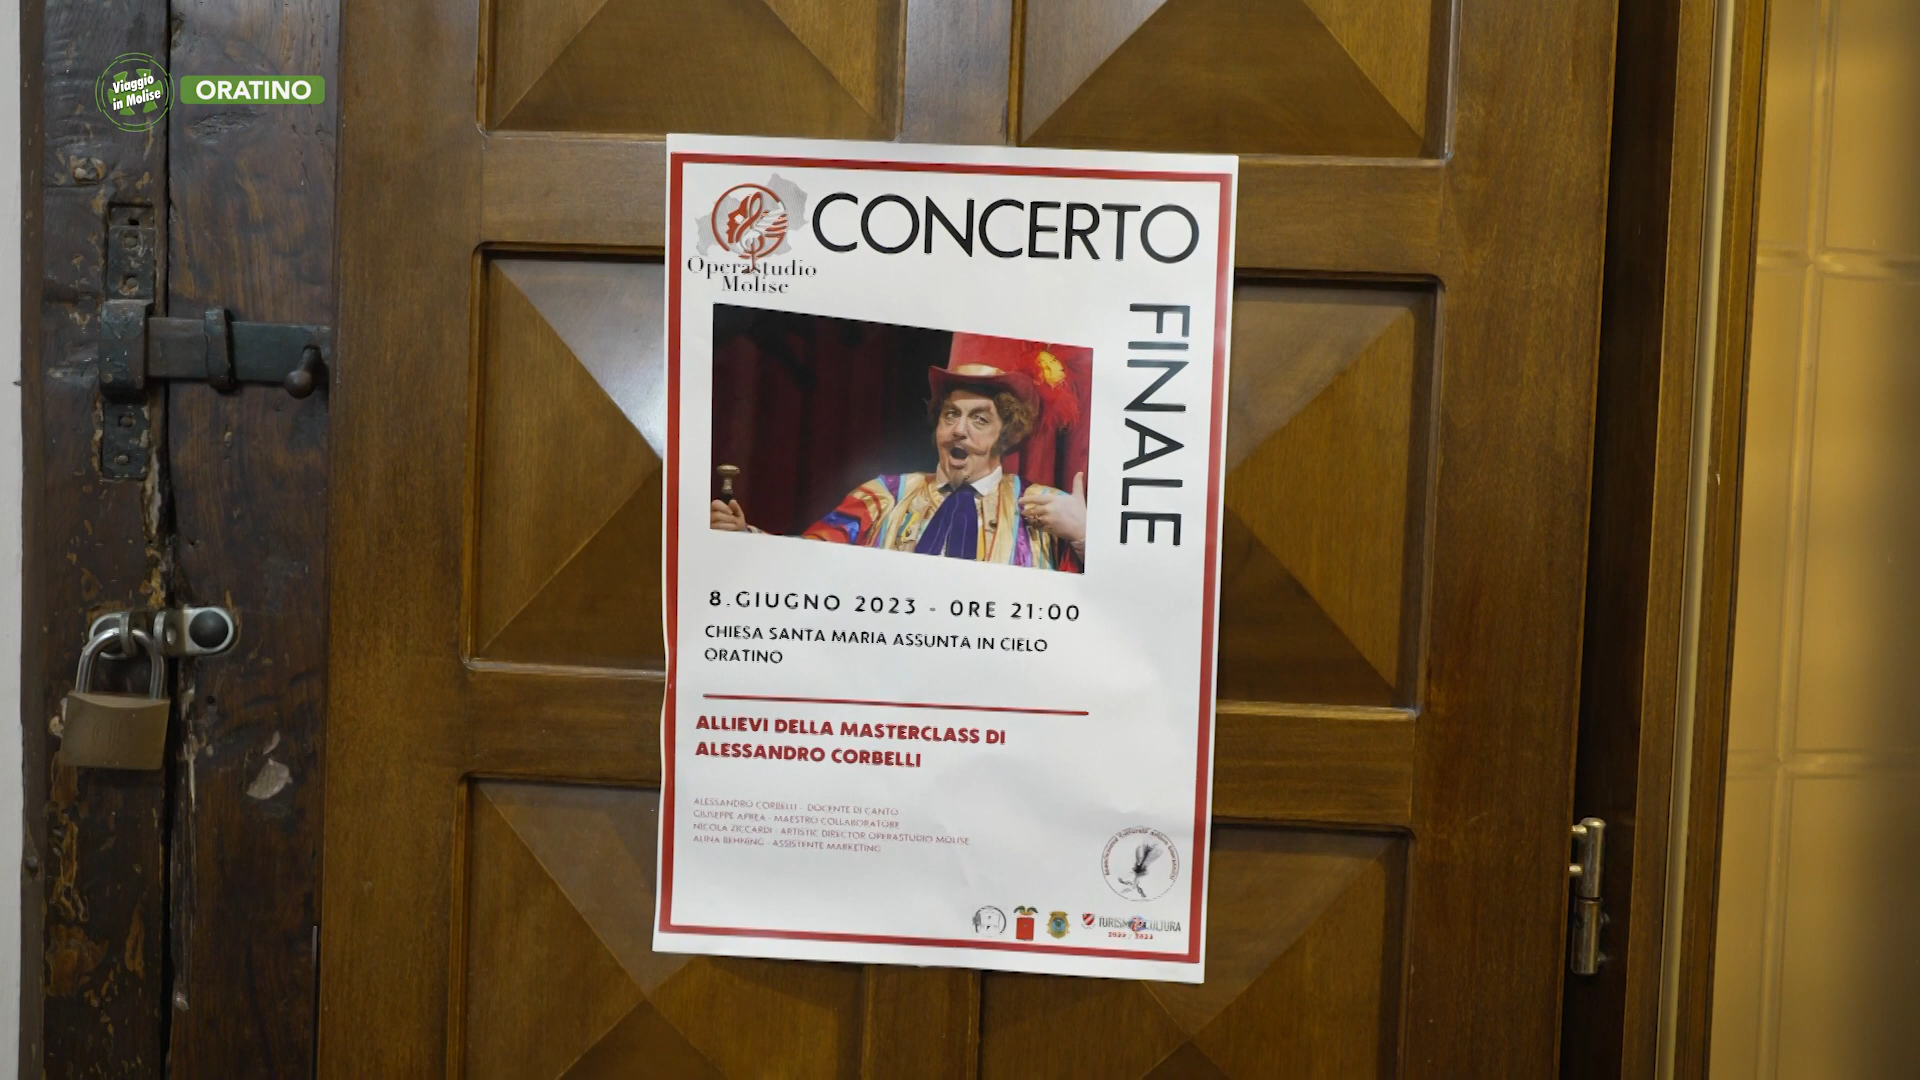 Viaggio
in Molise
ORATINO
CONCERTO
FINALE
Operastudio
Molise
8.GIUGNO 2023 - ORE 21:00
CHIESA SANTA MARIA ASSUNTA IN CIELO
ORATINO
ALLIEVI DELLA MASTERCLASS DI
ALESSANDRO CORBELLI
ALESSANDRO CORBELLI - DOCENTE DI CANTO
GIUSEPPE APREA - MAESTRO COLLABORATORE
NICOLA ZICCARDI - ARTISTIC DIRECTOR OPERASTUDIO MOLISE
ALINA BEHNING - ASSISTENTE MARKETING
TURISMO CULTURA